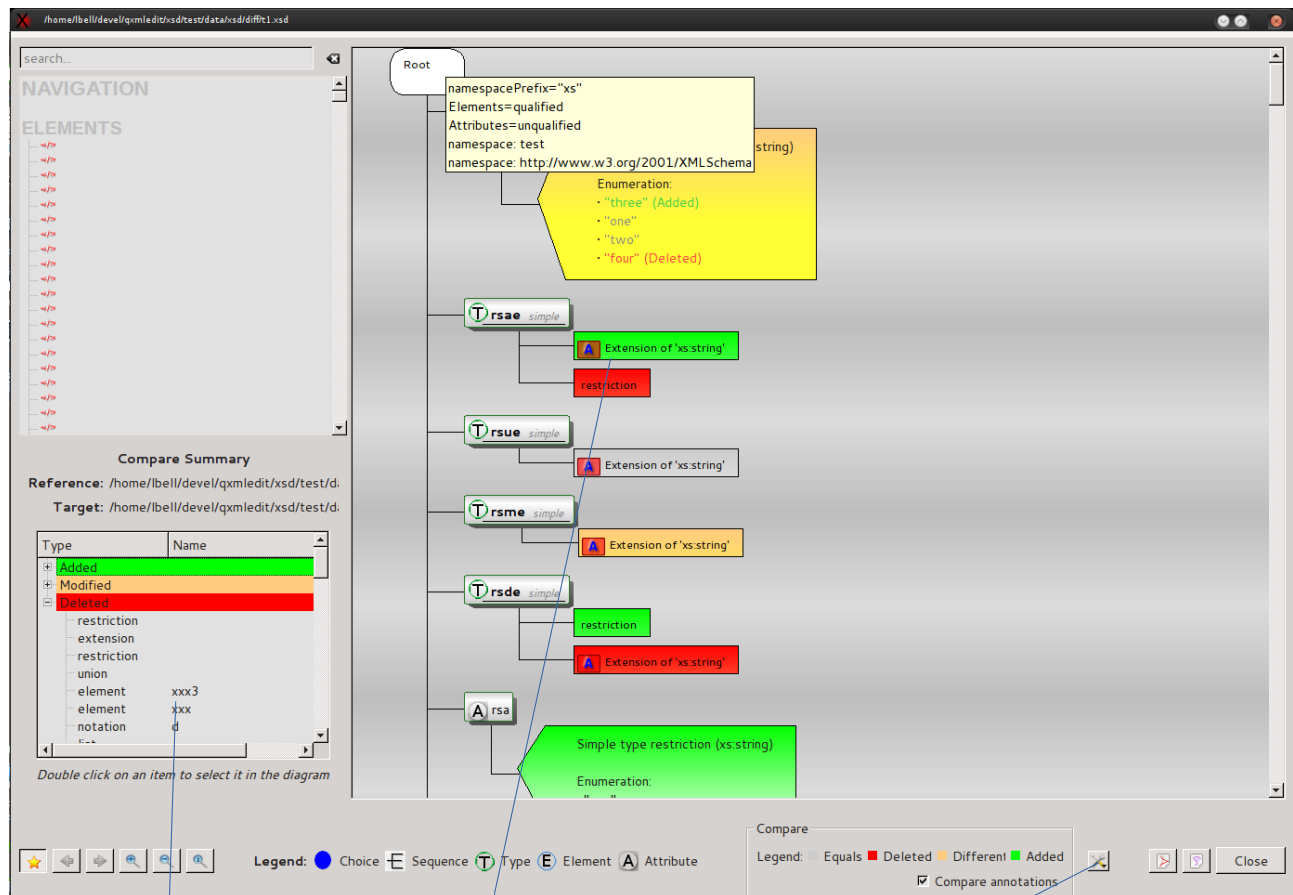 /home/lbell/devel/qxmledit/xsd/test/data/xsd/diff/t1.xsd
search...
NAVIGATION
ELEMENTS
Compare Summary
Reference: /home/lbell/devel/qxmledit/xsd/test/da
Target: /home/lbell/devel/qxmledit/xsd/test/da
Type Name
Added
Modified
Deleted
restriction
extension
restriction
union
element xxx3
element xxx
notation d
Double click on an item to select it in the diagram
Root
namespacePrefix="xs"
Elements=qualified
Attributes=unqualified
namespace: test
namespace: http://www.w3.org/2001/XMLSchema
string)
Enumeration:
· "three" (Added)
· "one"
· "two"
· "four" (Deleted)
T rsae simple
A Extension of 'xs:string'
restriction
T rsue simple
A Extension of 'xs:string'
T rsme simple
A Extension of 'xs:string'
T rsde simple
restriction
A Extension of 'xs:string'
A rsa
Simple type restriction (xs:string)
Enumeration:
Legend: Choice Sequence T Type E Element A Attribute
Compare
Legend: Equals Deleted Different Added
Compare annotations
Close